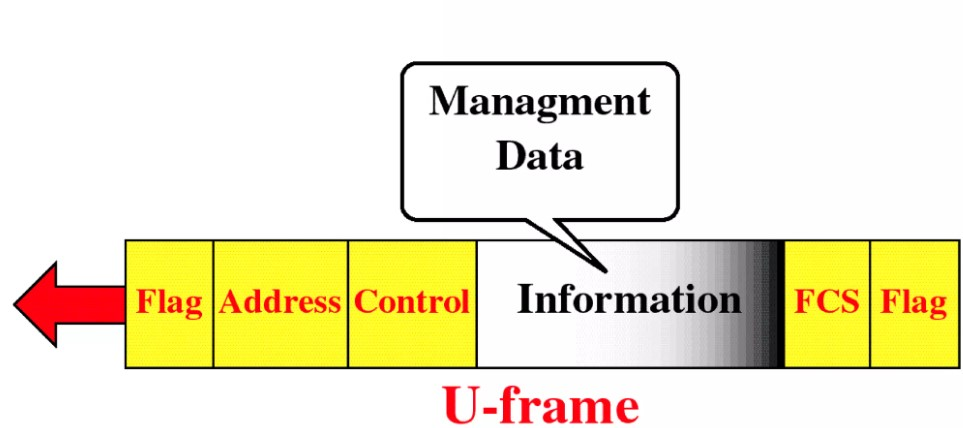 Managment
Data
Flag Address Control Information FCS Flag
U-frame